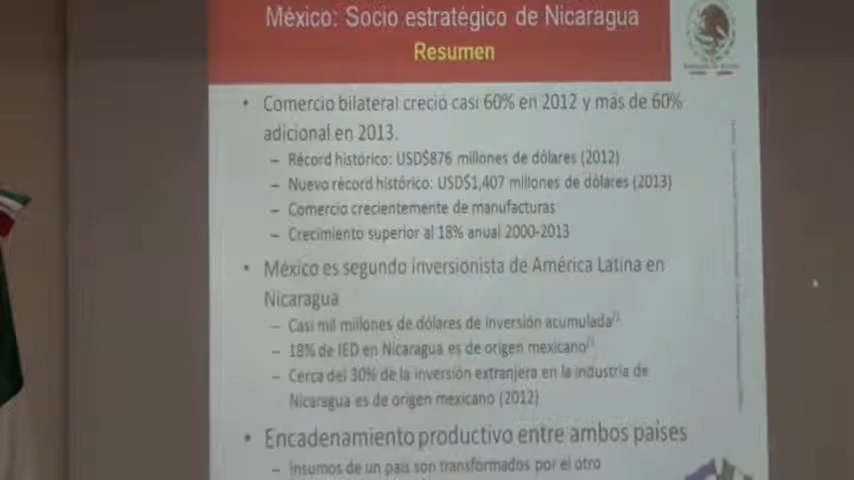 México: Socio estratégico de Nicaragua
Resumen
• Comercio bilateral creció casi 60% en 2012 y más de 60%
adicional en 2013.
– Récord histórico: USD$876 millones de dólares (2012)
– Nuevo récord histórico: USD$1,407 millones de dólares (2013)
– Comercio crecientemente de manufacturas
– Crecimiento superior al 18% anual 2000-2013
• México es segundo inversionista de América Latina en
Nicaragua
– Casi mil millones de dólares de inversión acumulada
– 18% de IED en Nicaragua es de origen mexicano
– Cerca del 30% de la inversión extranjera en la industria de
Nicaragua es de origen mexicano (2012)
• Encadenamiento productivo entre ambos países
– Insumos de un país son transformados por el otro